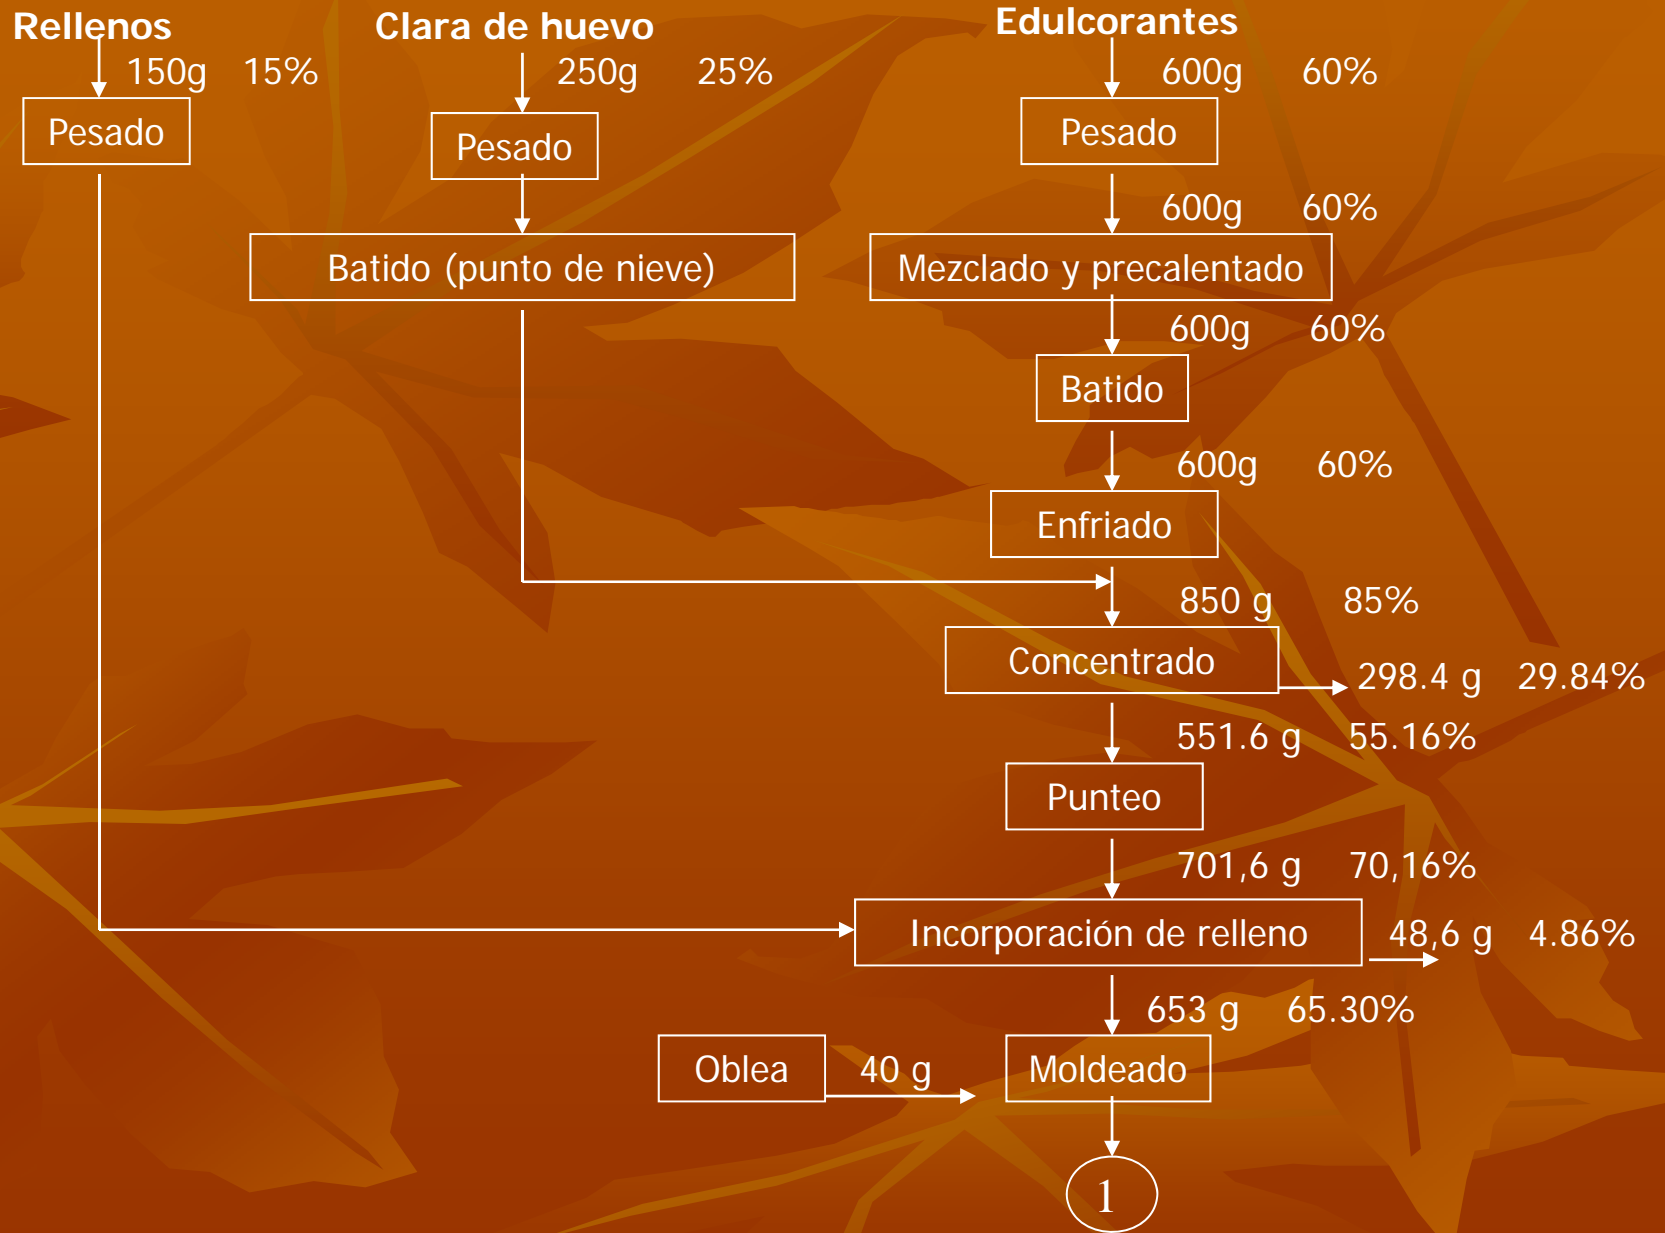 Rellenos
Clara de huevo
Edulcorantes
150g 15%
250g 25%
600g 60%
Pesado
Pesado
Pesado
600g 60%
Batido (punto de nieve)
Mezclado y precalentado
600g 60%
Batido
600g 60%
Enfriado
850 g 85%
Concentrado
298.4 g 29.84%
551.6 g 55.16%
Punteo
701,6 g 70,16%
Incorporación de relleno
48,6 g 4.86%
653 g 65.30%
Oblea
40 g
Moldeado
1